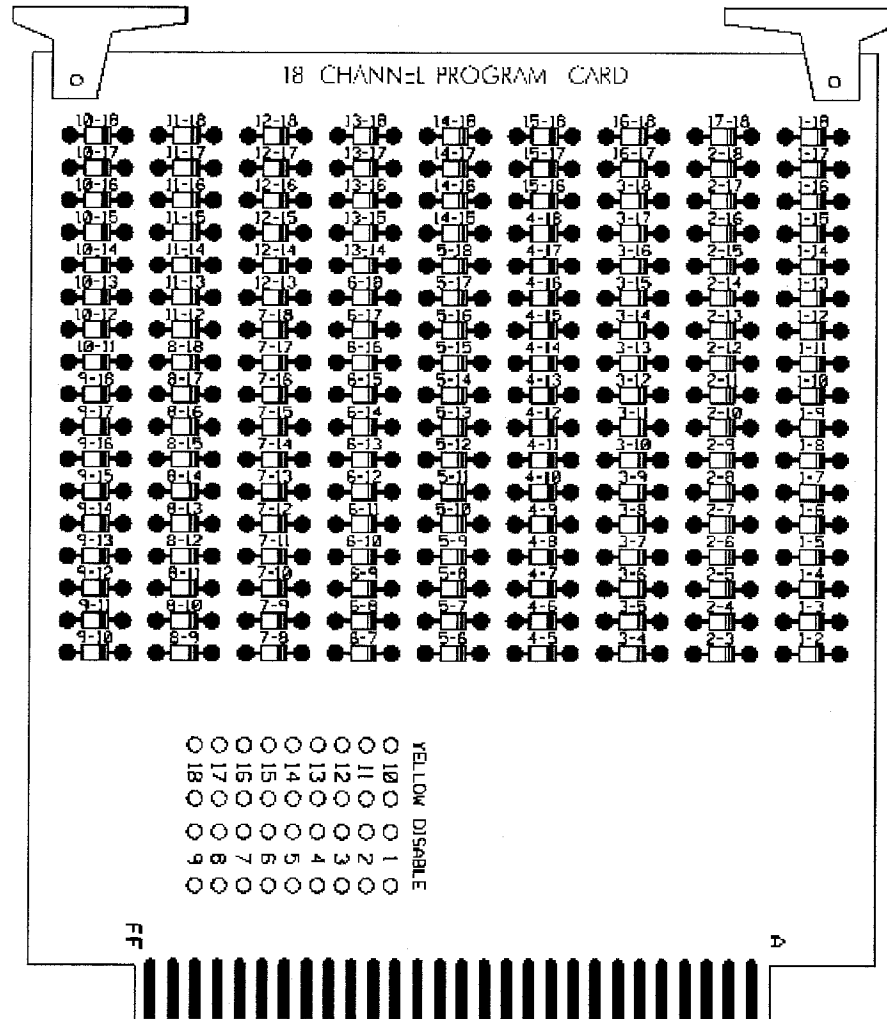 18 CHANNEL PROGRAM CARD
10-18 11-18 12-18 13-18 14-18 15-18 16-18 17-18 1-18
10-17 11-17 12-17 13-17 14-17 15-17 16-17 2-18 1-17
10-16 11-16 12-16 13-16 14-16 15-16 3-18 2-17 1-16
10-15 11-15 12-15 13-15 14-15 4-18 3-17 2-16 1-15
10-14 11-14 12-14 13-14 5-18 4-17 3-16 2-15 1-14
10-13 11-13 12-13 6-18 5-17 4-16 3-15 2-14 1-13
10-12 11-12 7-18 6-17 5-16 4-15 3-14 2-13 1-12
10-11 8-18 7-17 6-16 5-15 4-14 3-13 2-12 1-11
9-18 8-17 7-16 6-15 5-14 4-13 3-12 2-11 1-10
9-17 8-16 7-15 6-14 5-13 4-12 3-11 2-10 1-9
9-16 8-15 7-14 6-13 5-12 4-11 3-10 2-9 1-8
9-15 8-14 7-13 6-12 5-11 4-10 3-9 2-8 1-7
9-14 8-13 7-12 6-11 5-10 4-9 3-8 2-7 1-6
9-13 8-12 7-11 6-10 5-9 4-8 3-7 2-6 1-5
9-12 8-11 7-10 6-9 5-8 4-7 3-6 2-5 1-4
9-11 8-10 7-9 6-8 5-7 4-6 3-5 2-4 1-3
9-10 8-9 7-8 6-7 5-6 4-5 3-4 2-3 1-2
YELLOW DISABLE
10 1
11 2
12 3
13 4
14 5
15 6
16 7
17 8
18 9
FF
A